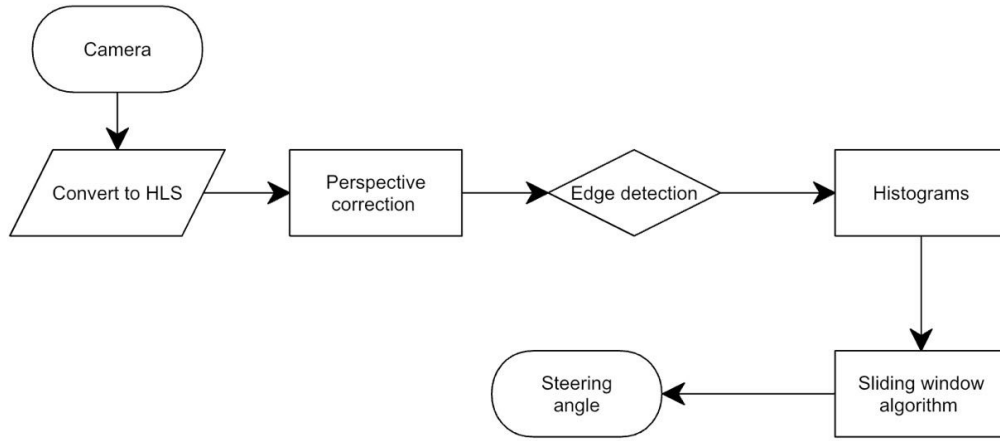 Camera
Convert to HLS
Perspective
correction
Edge detection
Histograms
Sliding window
algorithm
Steering
angle